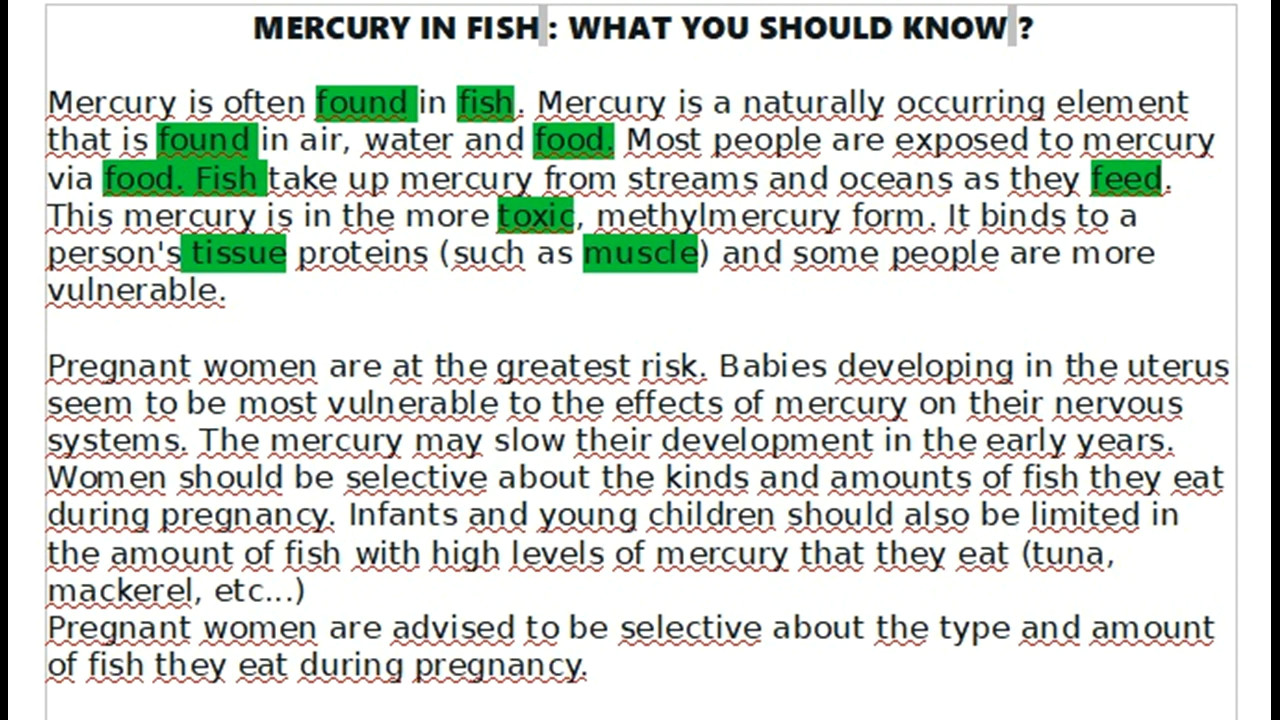 MERCURY IN FISH : WHAT YOU SHOULD KNOW ?
Mercury is often found in fish. Mercury is a naturally occurring element
that is found in air, water and food. Most people are exposed to mercury
via food. Fish take up mercury from streams and oceans as they feed.
This mercury is in the more toxic, methylmercury form. It binds to a
person's tissue proteins (such as muscle) and some people are more
vulnerable.
Pregnant women are at the greatest risk. Babies developing in the uterus
seem to be most vulnerable to the effects of mercury on their nervous
systems. The mercury may slow their development in the early years.
Women should be selective about the kinds and amounts of fish they eat
during pregnancy. Infants and young children should also be limited in
the amount of fish with high levels of mercury that they eat (tuna,
mackerel, etc...)
Pregnant women are advised to be selective about the type and amount
of fish they eat during pregnancy.